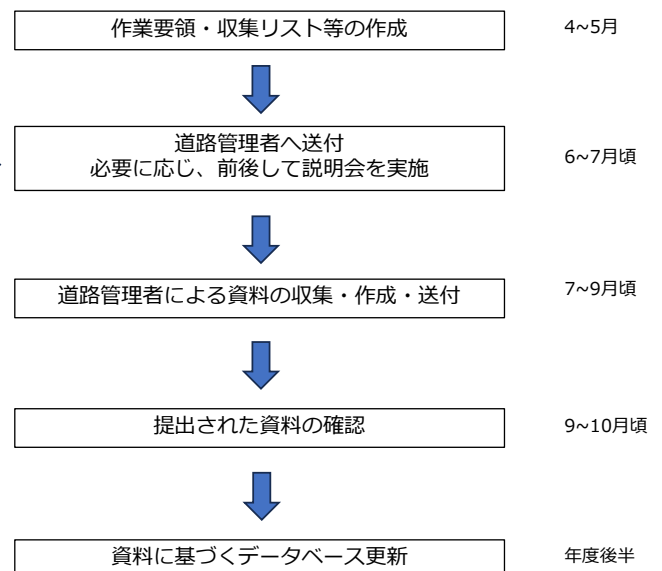 作業要領・収集リスト等の作成
4~5月
道路管理者へ送付
必要に応じ、前後して説明会を実施
6~7月頃
道路管理者による資料の収集・作成・送付
7~9月頃
提出された資料の確認
9~10月頃
資料に基づくデータベース更新
年度後半